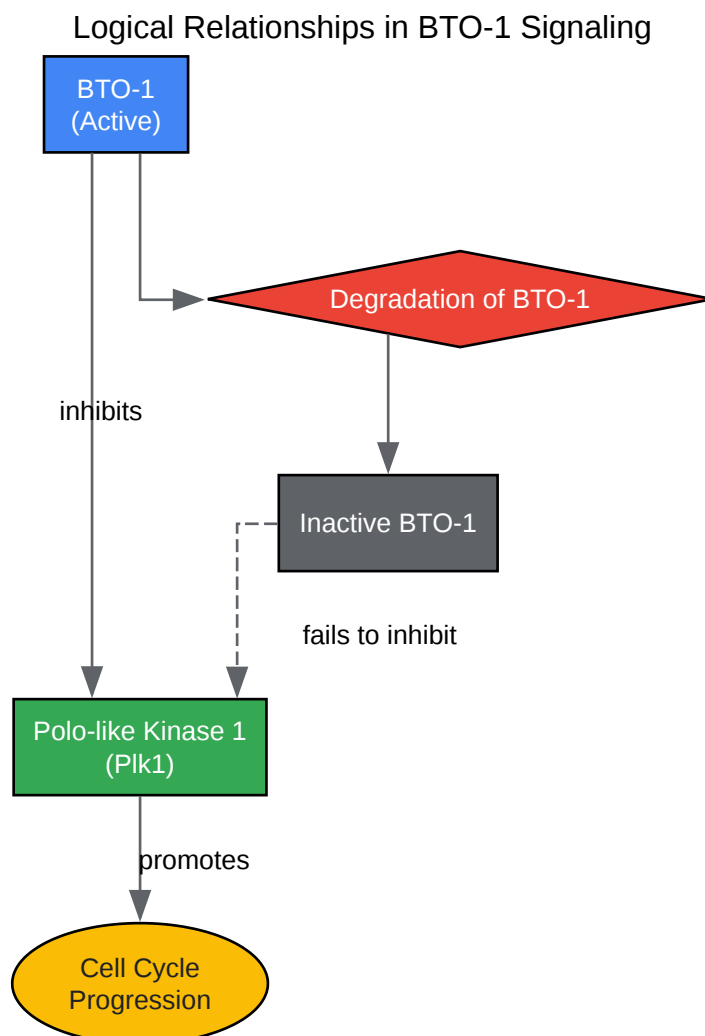 Logical Relationships in BTO-1 Signaling
BTO-1
(Active)
Degradation of BTO-1
inhibits
Inactive BTO-1
fails to inhibit
Polo-like Kinase 1
(Plk1)
promotes
Cell Cycle
Progression